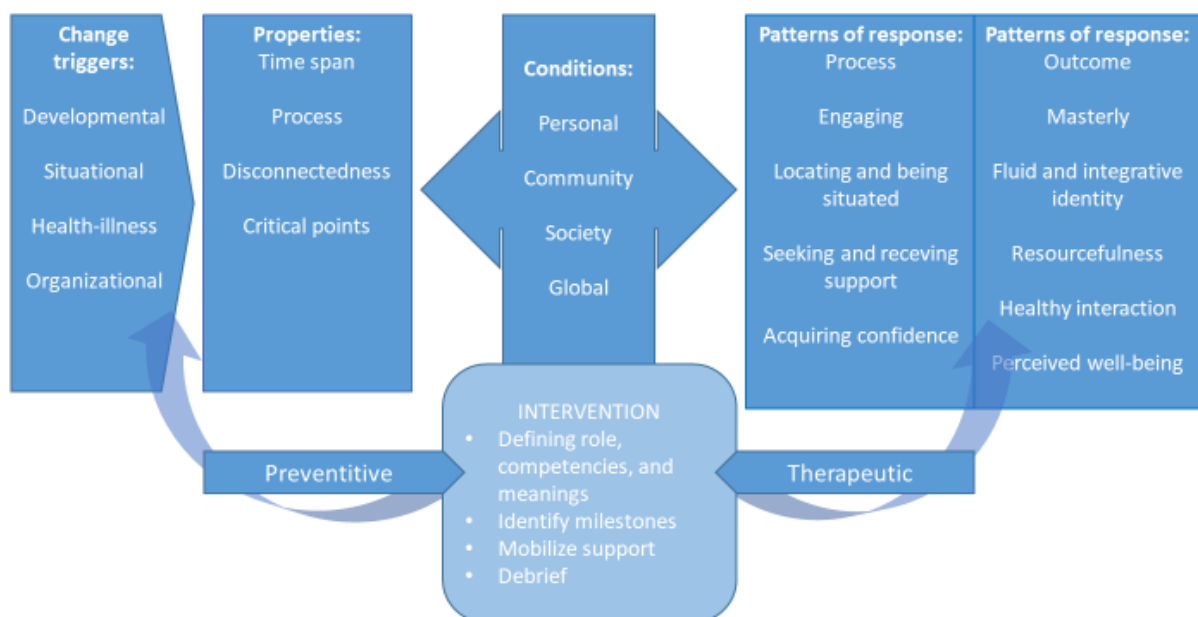 Change
triggers:
Developmental
Situational
Health-illness
Organizational
Properties:
Time span
Process
Disconnectedness
Critical points
Conditions:
Personal
Community
Society
Global
Patterns of response:
Process
Engaging
Locating and being
situated
Seeking and receving
support
Acquiring confidence
Patterns of response:
Outcome
Masterly
Fluid and integrative
identity
Resourcefulness
Healthy interaction
Perceived well-being
Preventitive
INTERVENTION
• Defining role,
competencies, and
meanings
• Identify milestones
• Mobilize support
• Debrief
Therapeutic